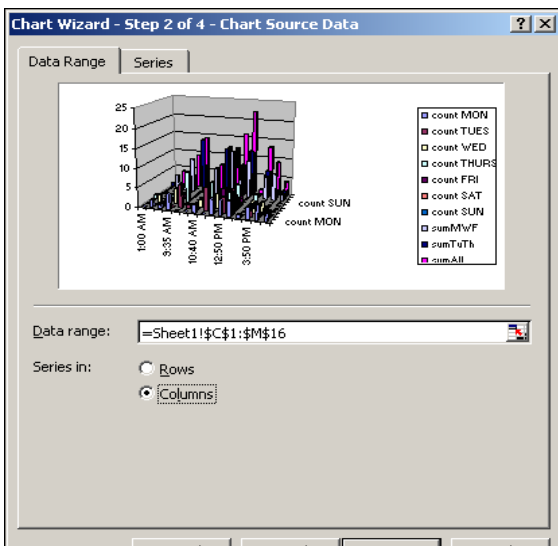 Chart Wizard - Step 2 of 4 - Chart Source Data
Data Range Series
25
20
15
10
5
0
1:00 AM
9:35 AM
10:40 AM
12:50 PM
3:50 PM
count SUN
count MON
count MON
count TUES
count WED
count THURS
count FRI
count SAT
count SUN
sumMWF
sumTuTh
sumAll
Data range: =Sheet1!$C$1:$M$16
Series in: Rows
Columns